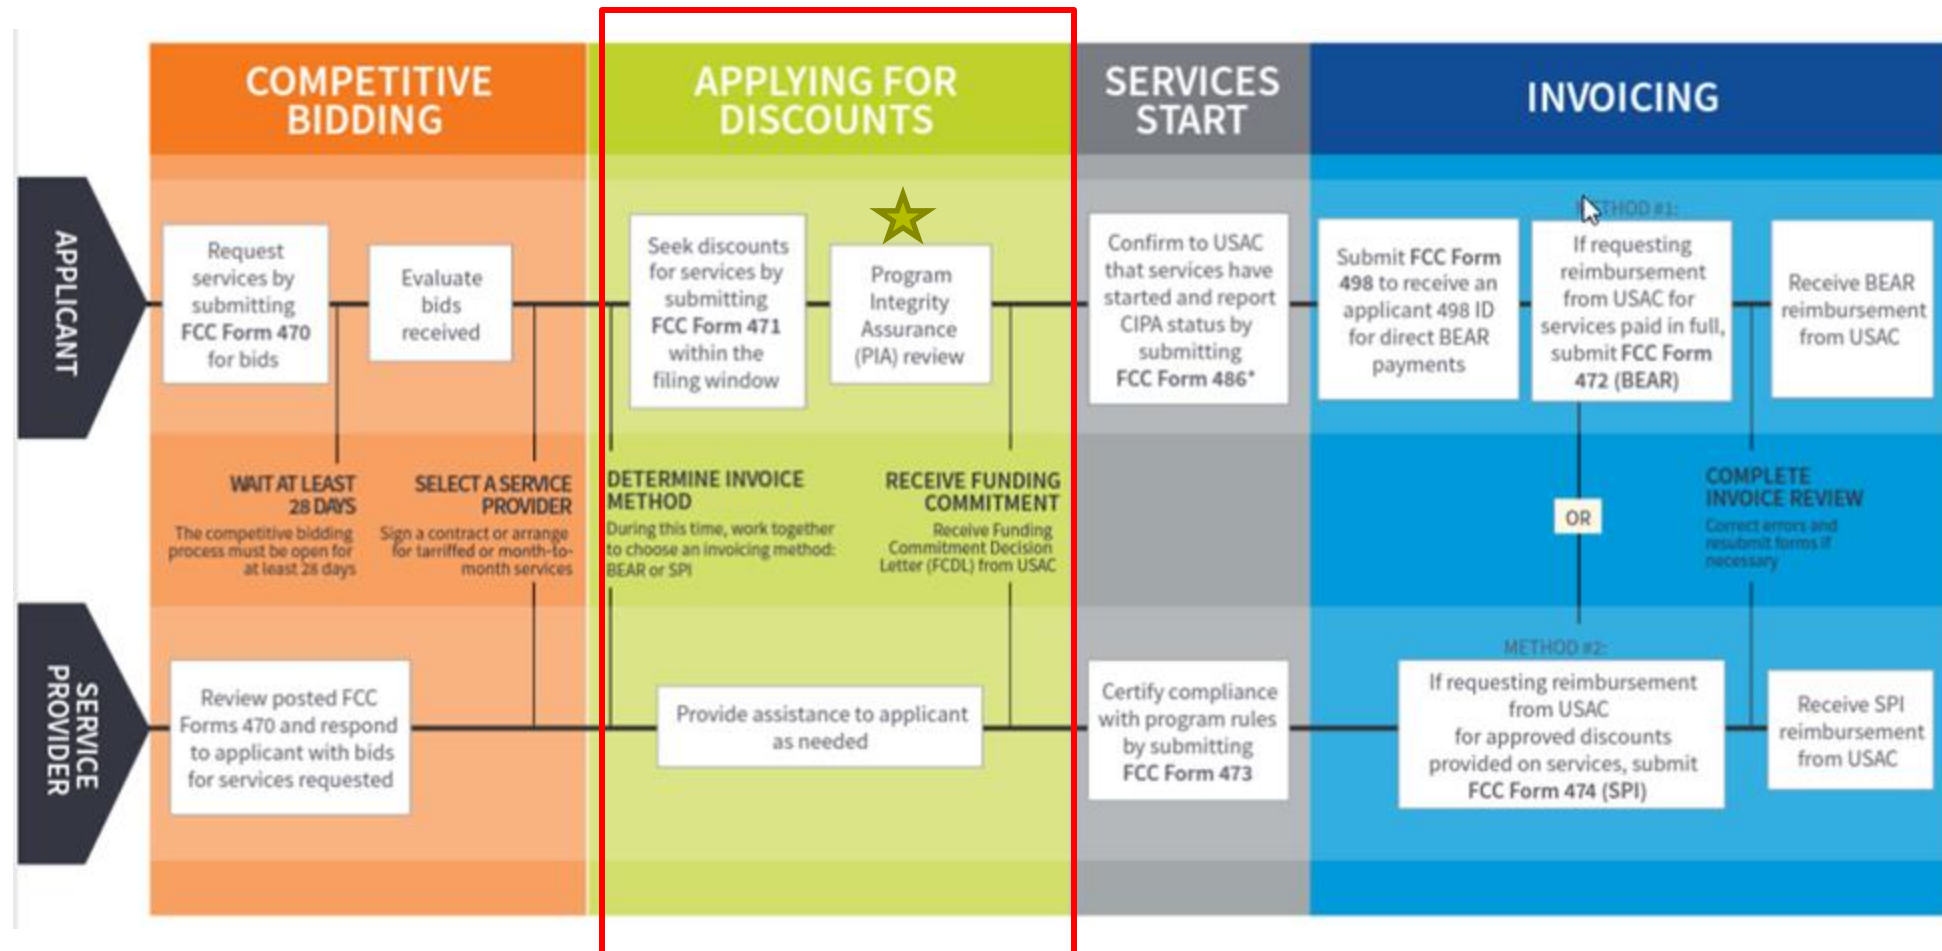 COMPETITIVE
BIDDING
APPLYING FOR
DISCOUNTS
SERVICES
START
INVOICING
APPLICANT
Request
services by
submitting
FCC Form 470
for bids
Evaluate
bids
received
Seek discounts
for services by
submitting
FCC Form 471
within the
filing window
Program
Integrity
Assurance
(PIA) review
Confirm to USAC
that services have
started and report
CIPA status by
submitting
FCC Form 486*
Submit FCC Form
498 to receive an
applicant 498 ID
for direct BEAR
payments
#1:
If requesting
reimbursement
from USAC for
services paid in full,
submit FCC Form
472 (BEAR)
Receive BEAR
reimbursement
from USAC
WAIT AT LEAST
28 DAYS
The competitive bidding
process must be open for
at least 28 days
SELECT A SERVICE
PROVIDER
Sign a contract or arrange
for tarriffed or month-to-
month services
DETERMINE INVOICE
METHOD
During this time, work together
to choose an invoicing method:
BEAR or SPI
RECEIVE FUNDING
COMMITMENT
Receive Funding
Commitment Decision
Letter (FCDL) from USAC
OR
COMPLETE
INVOICE REVIEW
Correct errors and
resubmit forms if
necessary
SERVICE
PROVIDER
Review posted FCC
Forms 470 and respond
to applicant with bids
for services requested
Provide assistance to applicant
as needed
Certify compliance
with program rules
by submitting
FCC Form 473
METHOD #2:
If requesting reimbursement
from USAC
for approved discounts
provided on services, submit
FCC Form 474 (SPI)
Receive SPI
reimbursement
from USAC